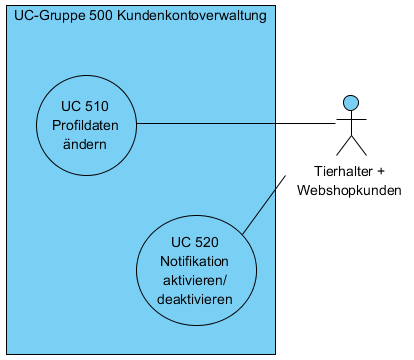 UC-Gruppe 500 Kundenkontoverwaltung
UC 510
Profildaten
ändern
Tierhalter +
Webshopkunden
UC 520
Notifikation
aktivieren/
deaktivieren